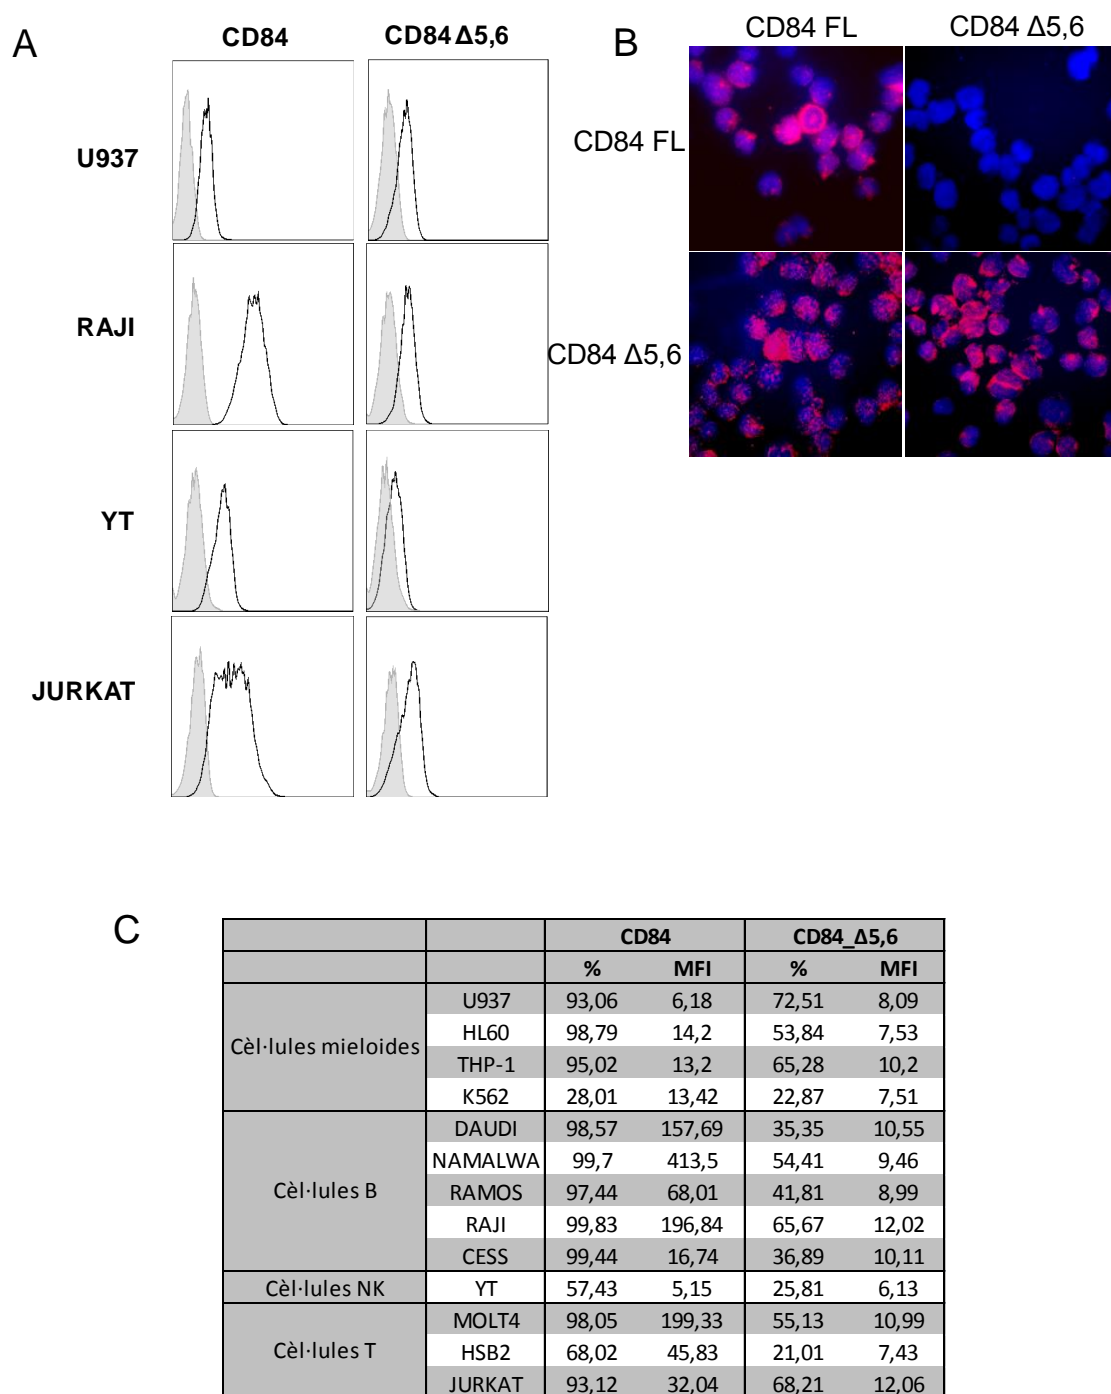 A
CD84 CD84 Δ5,6
U937
RAJI
YT
JURKAT
B
CD84 FL CD84 Δ5,6
CD84 FL
CD84 Δ5,6
C
CD84 CD84_Δ5,6
% MFI % MFI
Cèl·lules mieloides
U937 93,06 6,18 72,51 8,09
HL60 98,79 14,2 53,84 7,53
THP-1 95,02 13,2 65,28 10,2
K562 28,01 13,42 22,87 7,51
Cèl·lules B
DAUDI 98,57 157,69 35,35 10,55
NAMALWA 99,7 413,5 54,41 9,46
RAMOS 97,44 68,01 41,81 8,99
RAJI 99,83 196,84 65,67 12,02
CESS 99,44 16,74 36,89 10,11
Cèl·lules NK YT 57,43 5,15 25,81 6,13
Cèl·lules T
MOLT4 98,05 199,33 55,13 10,99
HSB2 68,02 45,83 21,01 7,43
JURKAT 93,12 32,04 68,21 12,06